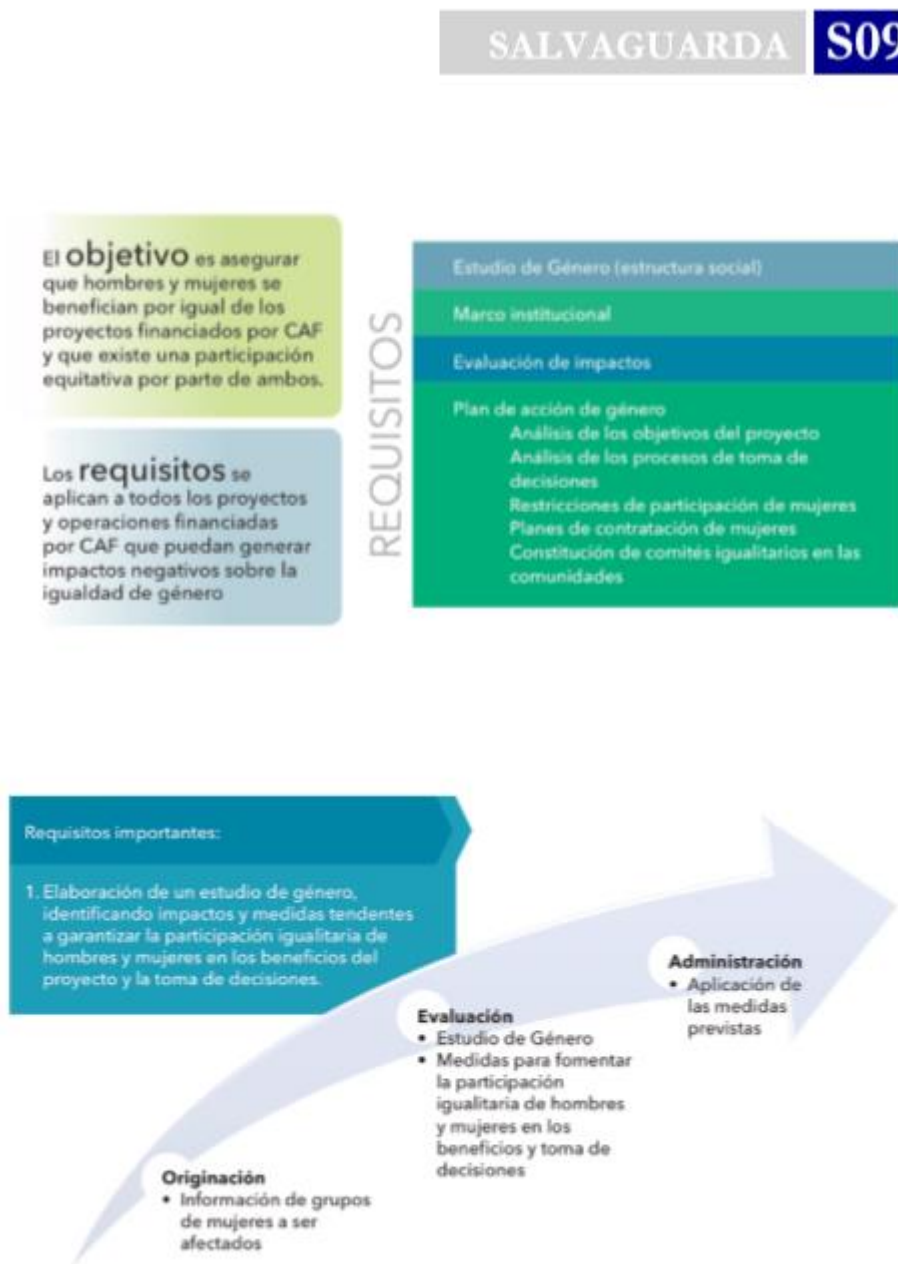 SALVAGUARDA S09
El objetivo es asegurar
que hombres y mujeres se
benefician por igual de los
proyectos financiados por CAF
y que existe una participación
equitativa por parte de ambos.
Los requisitos se
aplican a todos los proyectos
y operaciones financiadas
por CAF que puedan generar
impactos negativos sobre la
igualdad de género
REQUISITOS
Estudio de Género (estructura social)
Marco institucional
Evaluación de impactos
Plan de acción de género
Análisis de los objetivos del proyecto
Análisis de los procesos de toma de
decisiones
Restricciones de participación de mujeres
Planes de contratación de mujeres
Constitución de comités igualitarios en las
comunidades
Requisitos importantes:
1. Elaboración de un estudio de género,
identificando impactos y medidas tendentes
a garantizar la participación igualitaria de
hombres y mujeres en los beneficios del
proyecto y la toma de decisiones.
Originación
• Información de grupos
de mujeres a ser
afectados
Evaluación
• Estudio de Género
• Medidas para fomentar
la participación
igualitaria de hombres
y mujeres en los
beneficios y toma de
decisiones
Administración
• Aplicación de
las medidas
previstas